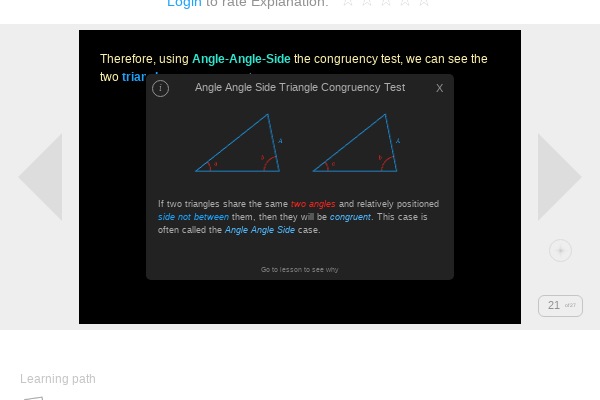 Login to rate Explanation:
Therefore, using Angle-Angle-Side the congruency test, we can see the
two
i
Angle Angle Side Triangle Congruency Test
X
If two triangles share the same two angles and relatively positioned
side not between them, then they will be congruent. This case is
often called the Angle Angle Side case.
Go to lesson to see why
21 of 27
Learning path